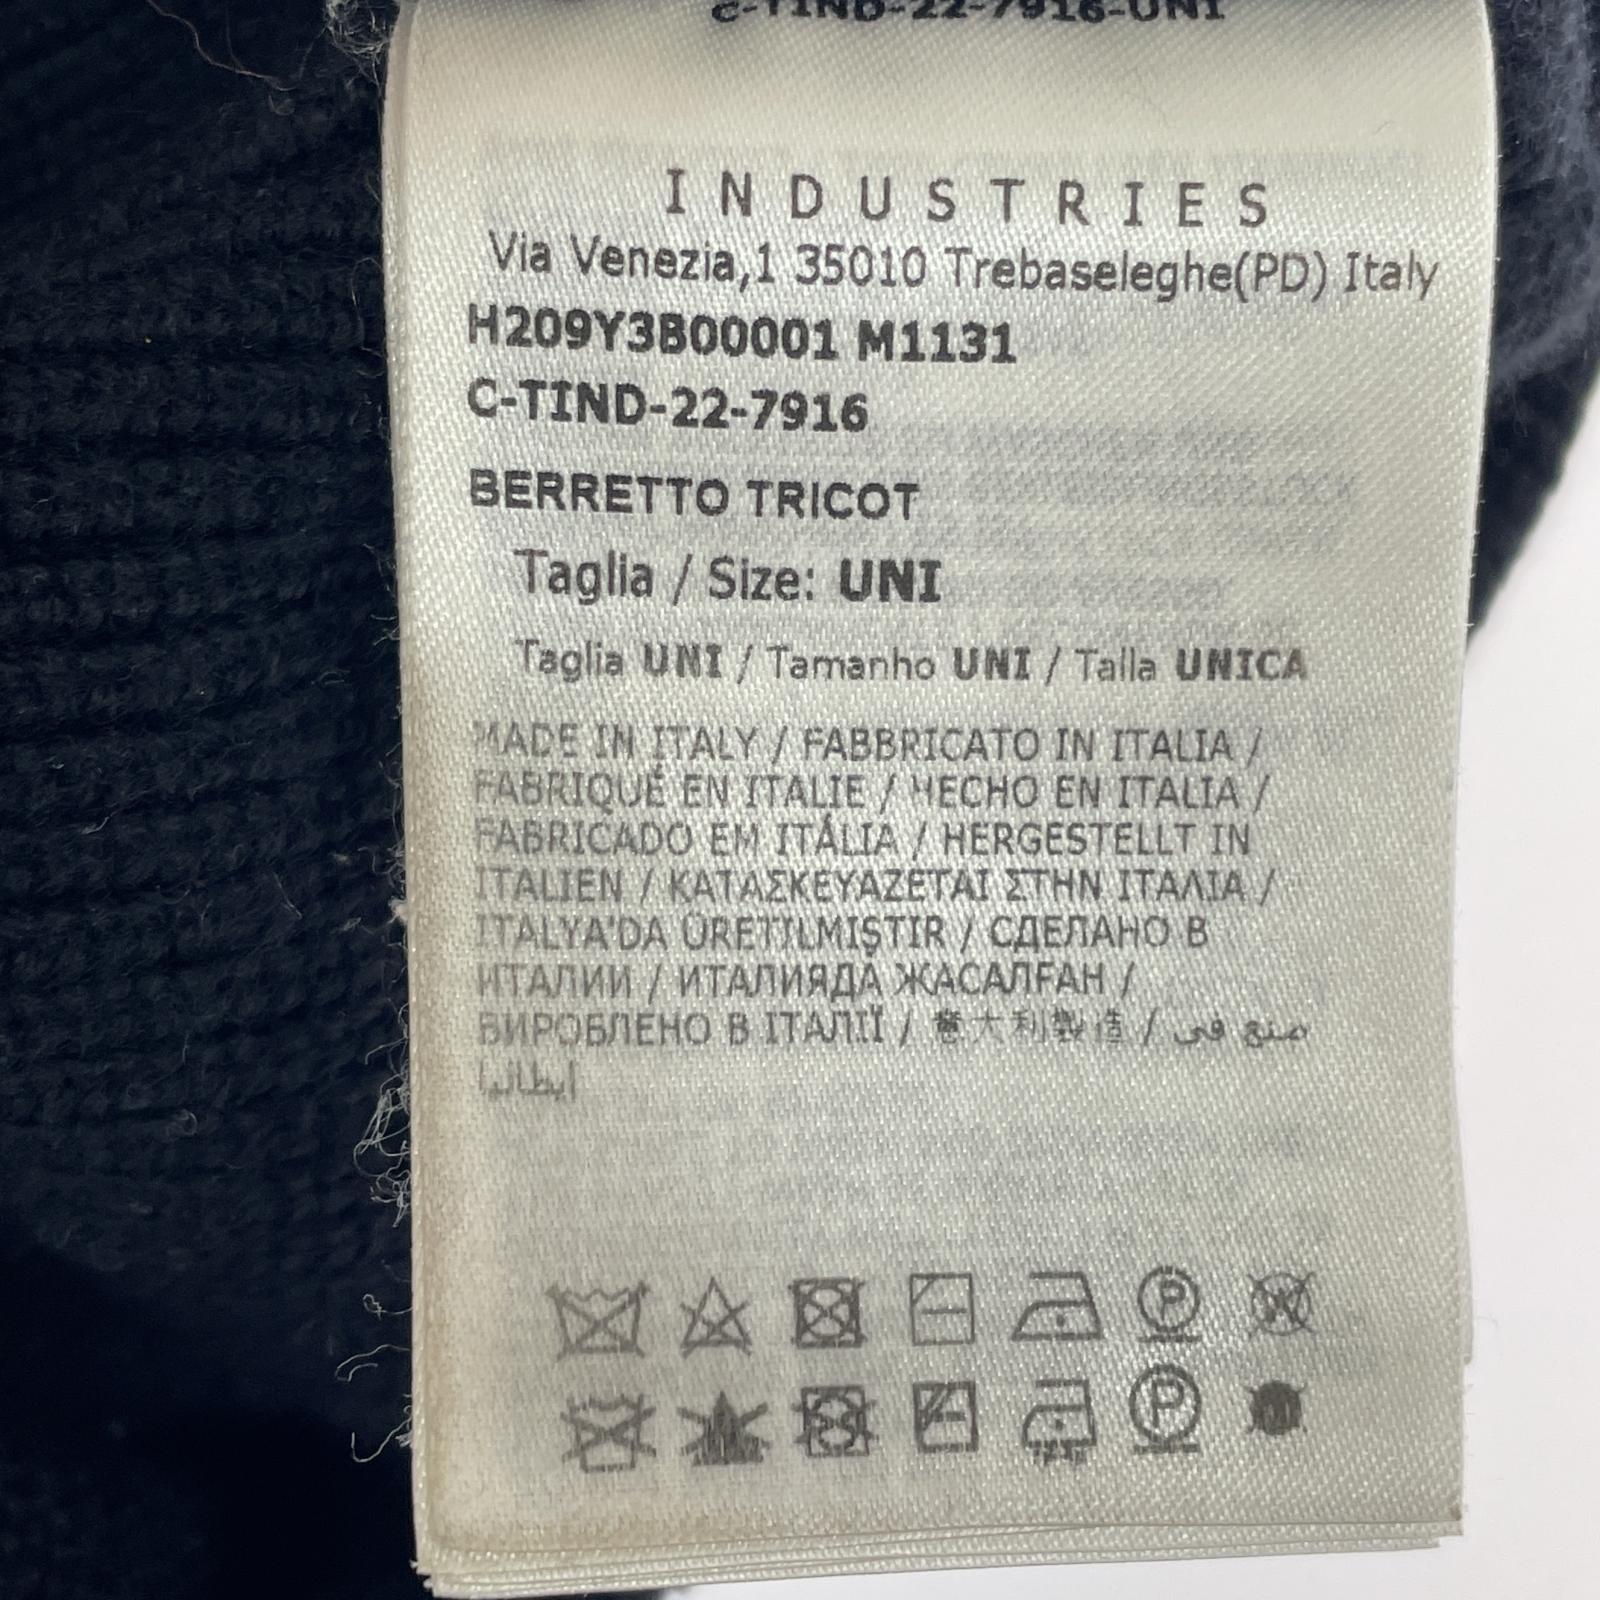 C-TIND-22-7916-UNI
INDUSTRIES
Via Venezia,1 35010 Trebaseleghe(PD) Italy
H209Y3B00001 M1131
C-TIND-22-7916
BERRETTO TRICOT
Taglia / Size: UNI
Taglia UNI / Tamanho UNI / Talla UNICA
MADE IN ITALY / FABBRICATO IN ITALIA /
FABRIQUÉ EN ITALIE / HECHO EN ITALIA /
FABRICADO EM ITÁLIA / HERGESTELLT IN
ITALIEN / ΚΑΤΑΣΚΕΥΑΖΕΤΑΙ ΣΤΗΝ ΙΤΑΛΙΑ /
ITALYA'DA ÜRETILMIŞTIR / СДЕЛАНО В
ИТАЛИИ / ИТАЛИЯДА ЖАСАЛҒАН /
ВИРОБЛЕНО В ІТАЛІЇ / 意大利製造 / صنع في
ايطاليا
P
W
P